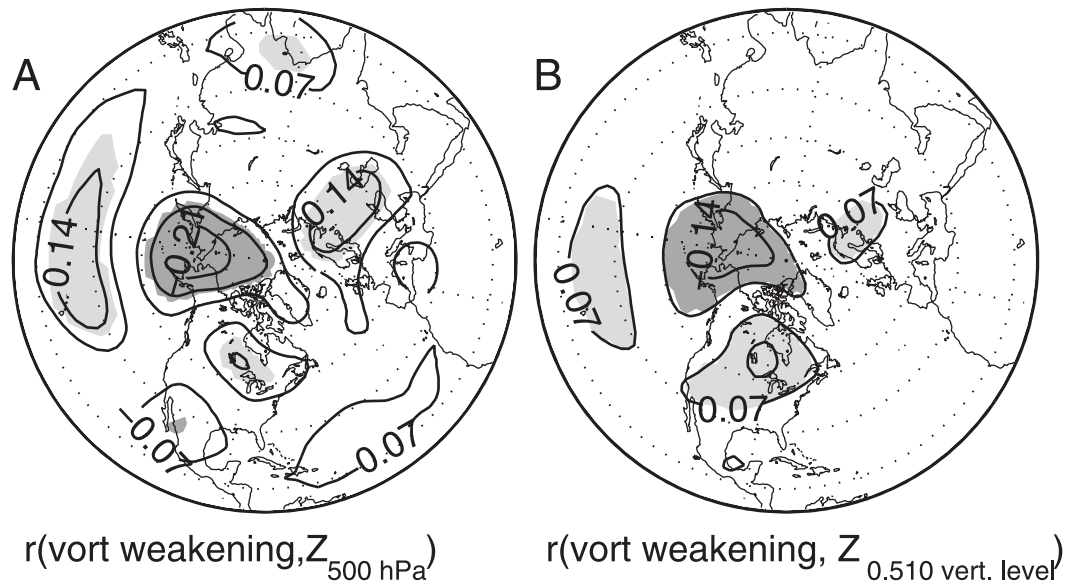 A
0.07
0.14
0.14
-0.21
-0.07
0.07
r(vort weakening,Z500 hPa)
B
0.07
-0.14
0.07
0.07
r(vort weakening, Z 0.510 vert. level)